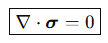 ∇ · 𝝈 = 0